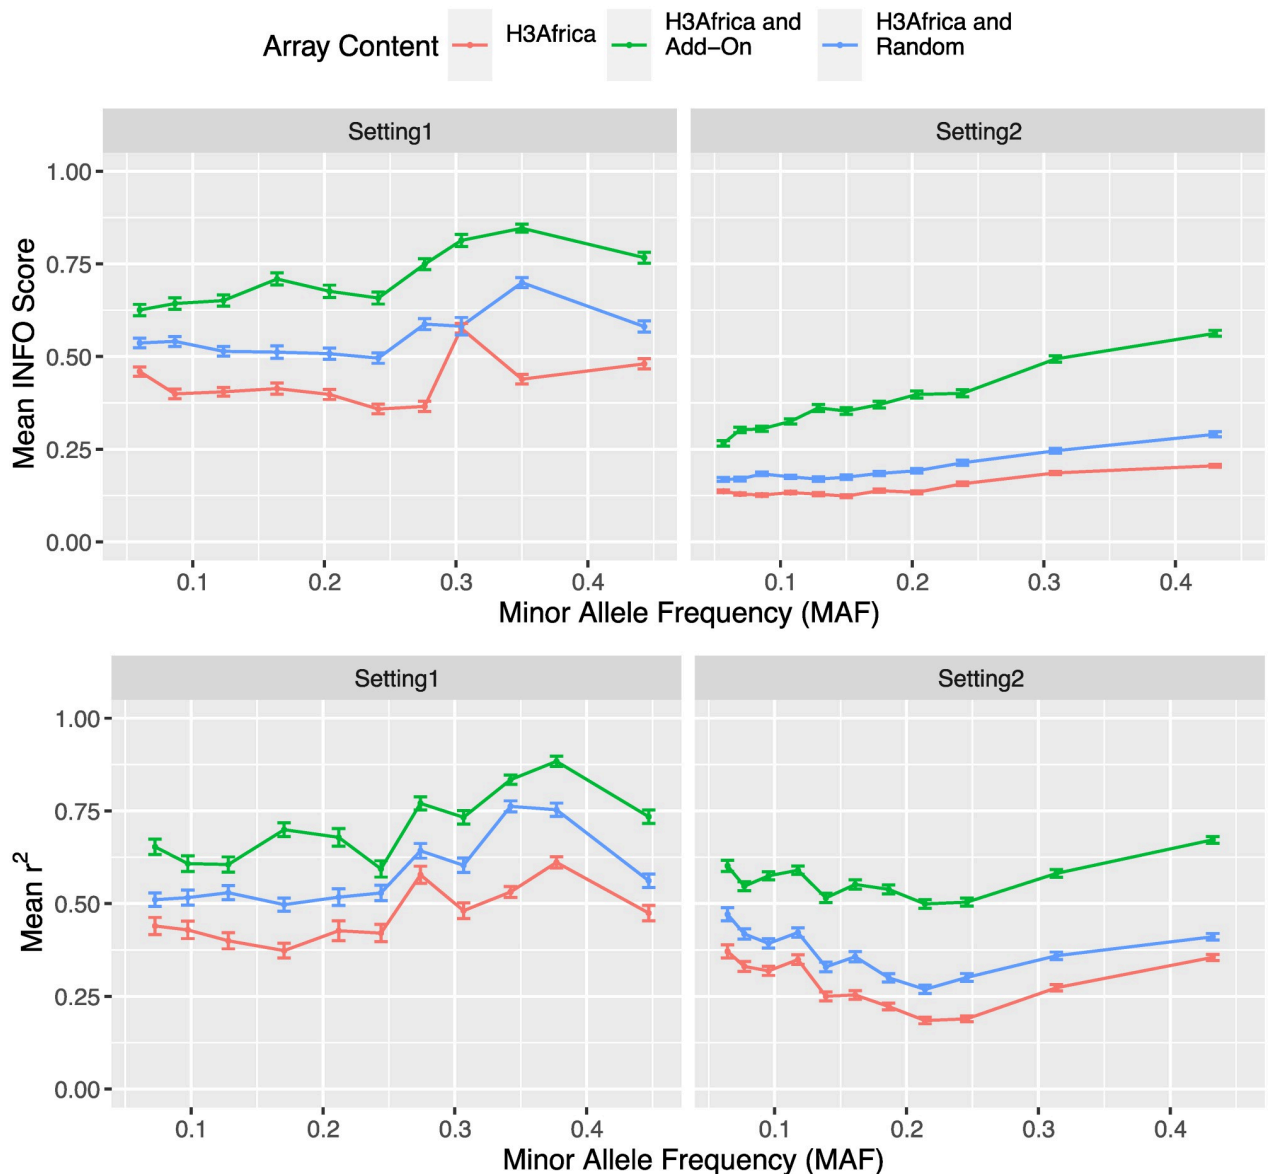 Array Content
H3Africa
H3Africa and
Add−On
H3Africa and
Random
Setting1
Setting2
Mean INFO Score
1.00
0.75
0.50
0.25
0.00
0.1 0.2 0.3 0.4
0.1 0.2 0.3 0.4
Minor Allele Frequency (MAF)
Setting1
Setting2
Mean r²
1.00
0.75
0.50
0.25
0.00
0.1 0.2 0.3 0.4
0.1 0.2 0.3 0.4
Minor Allele Frequency (MAF)